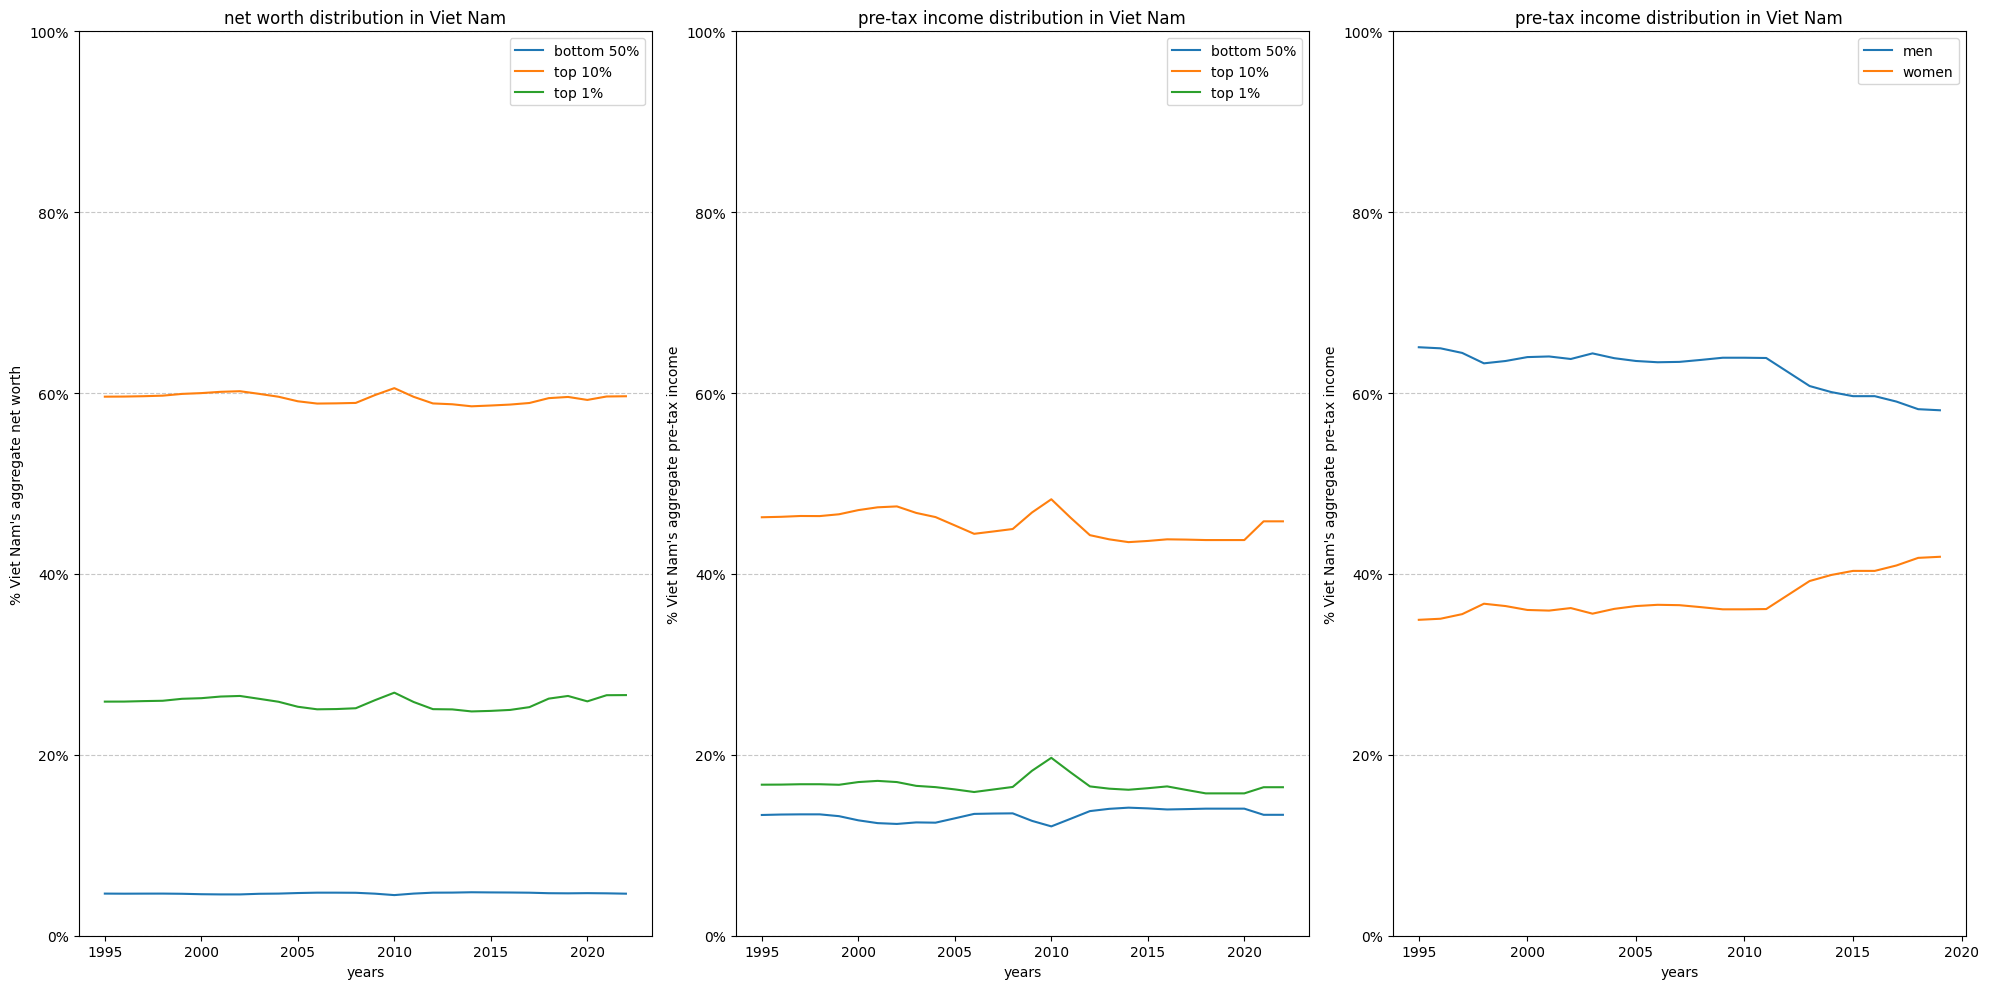 net worth distribution in Viet Nam
% Viet Nam's aggregate net worth
100%
80%
60%
40%
20%
0%
bottom 50%
top 10%
top 1%
1995
2000
2005
2010
2015
2020
years
pre-tax income distribution in Viet Nam
% Viet Nam's aggregate pre-tax income
100%
80%
60%
40%
20%
0%
bottom 50%
top 10%
top 1%
1995
2000
2005
2010
2015
2020
years
pre-tax income distribution in Viet Nam
% Viet Nam's aggregate pre-tax income
100%
80%
60%
40%
20%
0%
men
women
1995
2000
2005
2010
2015
2020
years